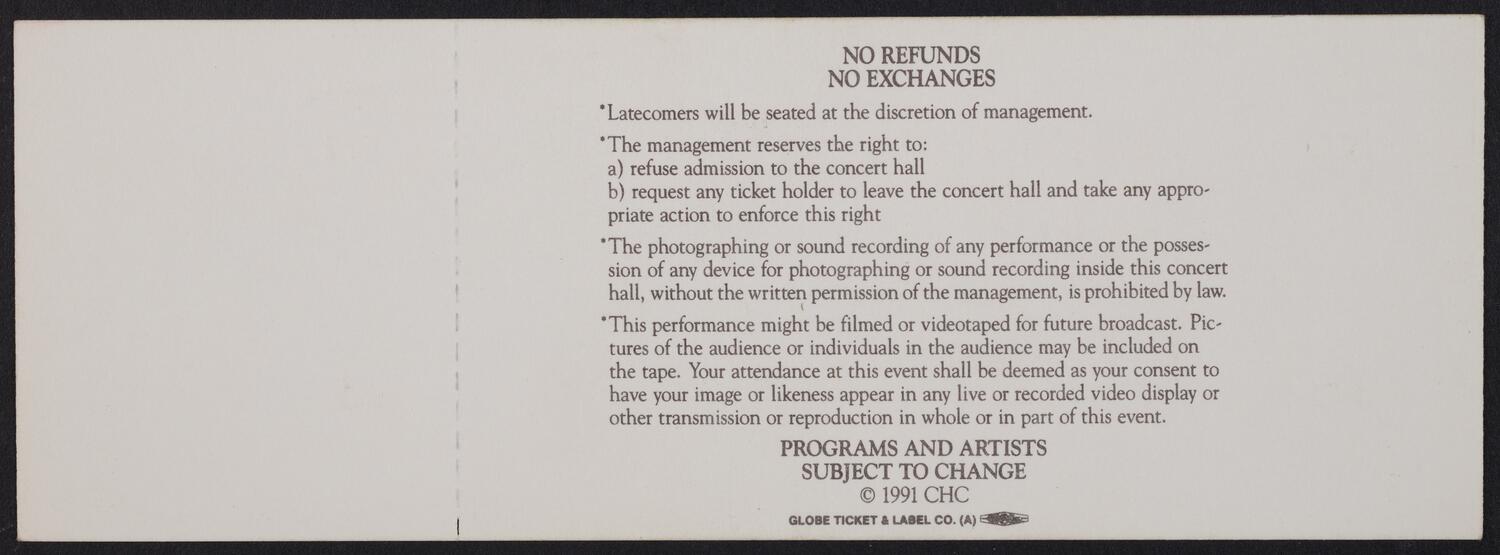 NO REFUNDS
NO EXCHANGES
*Latecomers will be seated at the discretion of management.
*The management reserves the right to:
a) refuse admission to the concert hall
b) request any ticket holder to leave the concert hall and take any appro-
priate action to enforce this right
*The photographing or sound recording of any performance or the posses-
sion of any device for photographing or sound recording inside this concert
hall, without the written permission of the management, is prohibited by law.
*This performance might be filmed or videotaped for future broadcast. Pic-
tures of the audience or individuals in the audience may be included on
the tape. Your attendance at this event shall be deemed as your consent to
have your image or likeness appear in any live or recorded video display or
other transmission or reproduction in whole or in part of this event.
PROGRAMS AND ARTISTS
SUBJECT TO CHANGE
© 1991 CHC
GLOBE TICKET & LABEL CO. (A)